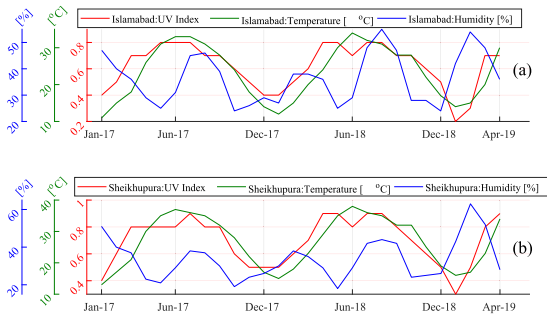 (a)
Islamabad:UV Index Islamabad:Temperature [ °C] Islamabad:Humidity [%]
[%] [°C]
50 40 30 20
30 20 10
0.8 0.6 0.4 0.2
(a)
Jan-17 Jun-17 Dec-17 Jun-18 Dec-18 Apr-19
(b)
Sheikhupura:UV Index Sheikhupura:Temperature [ °C] Sheikhupura:Humidity [%]
[%] [°C]
60 40 20
40 30 20 10
1 0.8 0.6 0.4
(b)
Jan-17 Jun-17 Dec-17 Jun-18 Dec-18 Apr-19